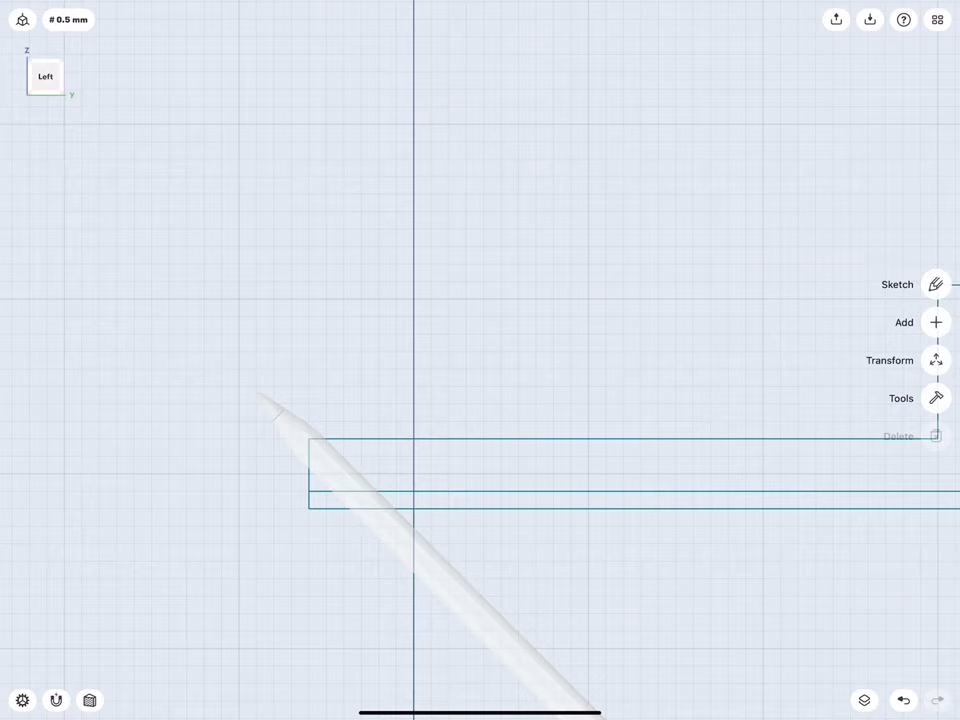 # 0.5 mm
Z
Left
y
Sketch
Add
Transform
Tools
Delete